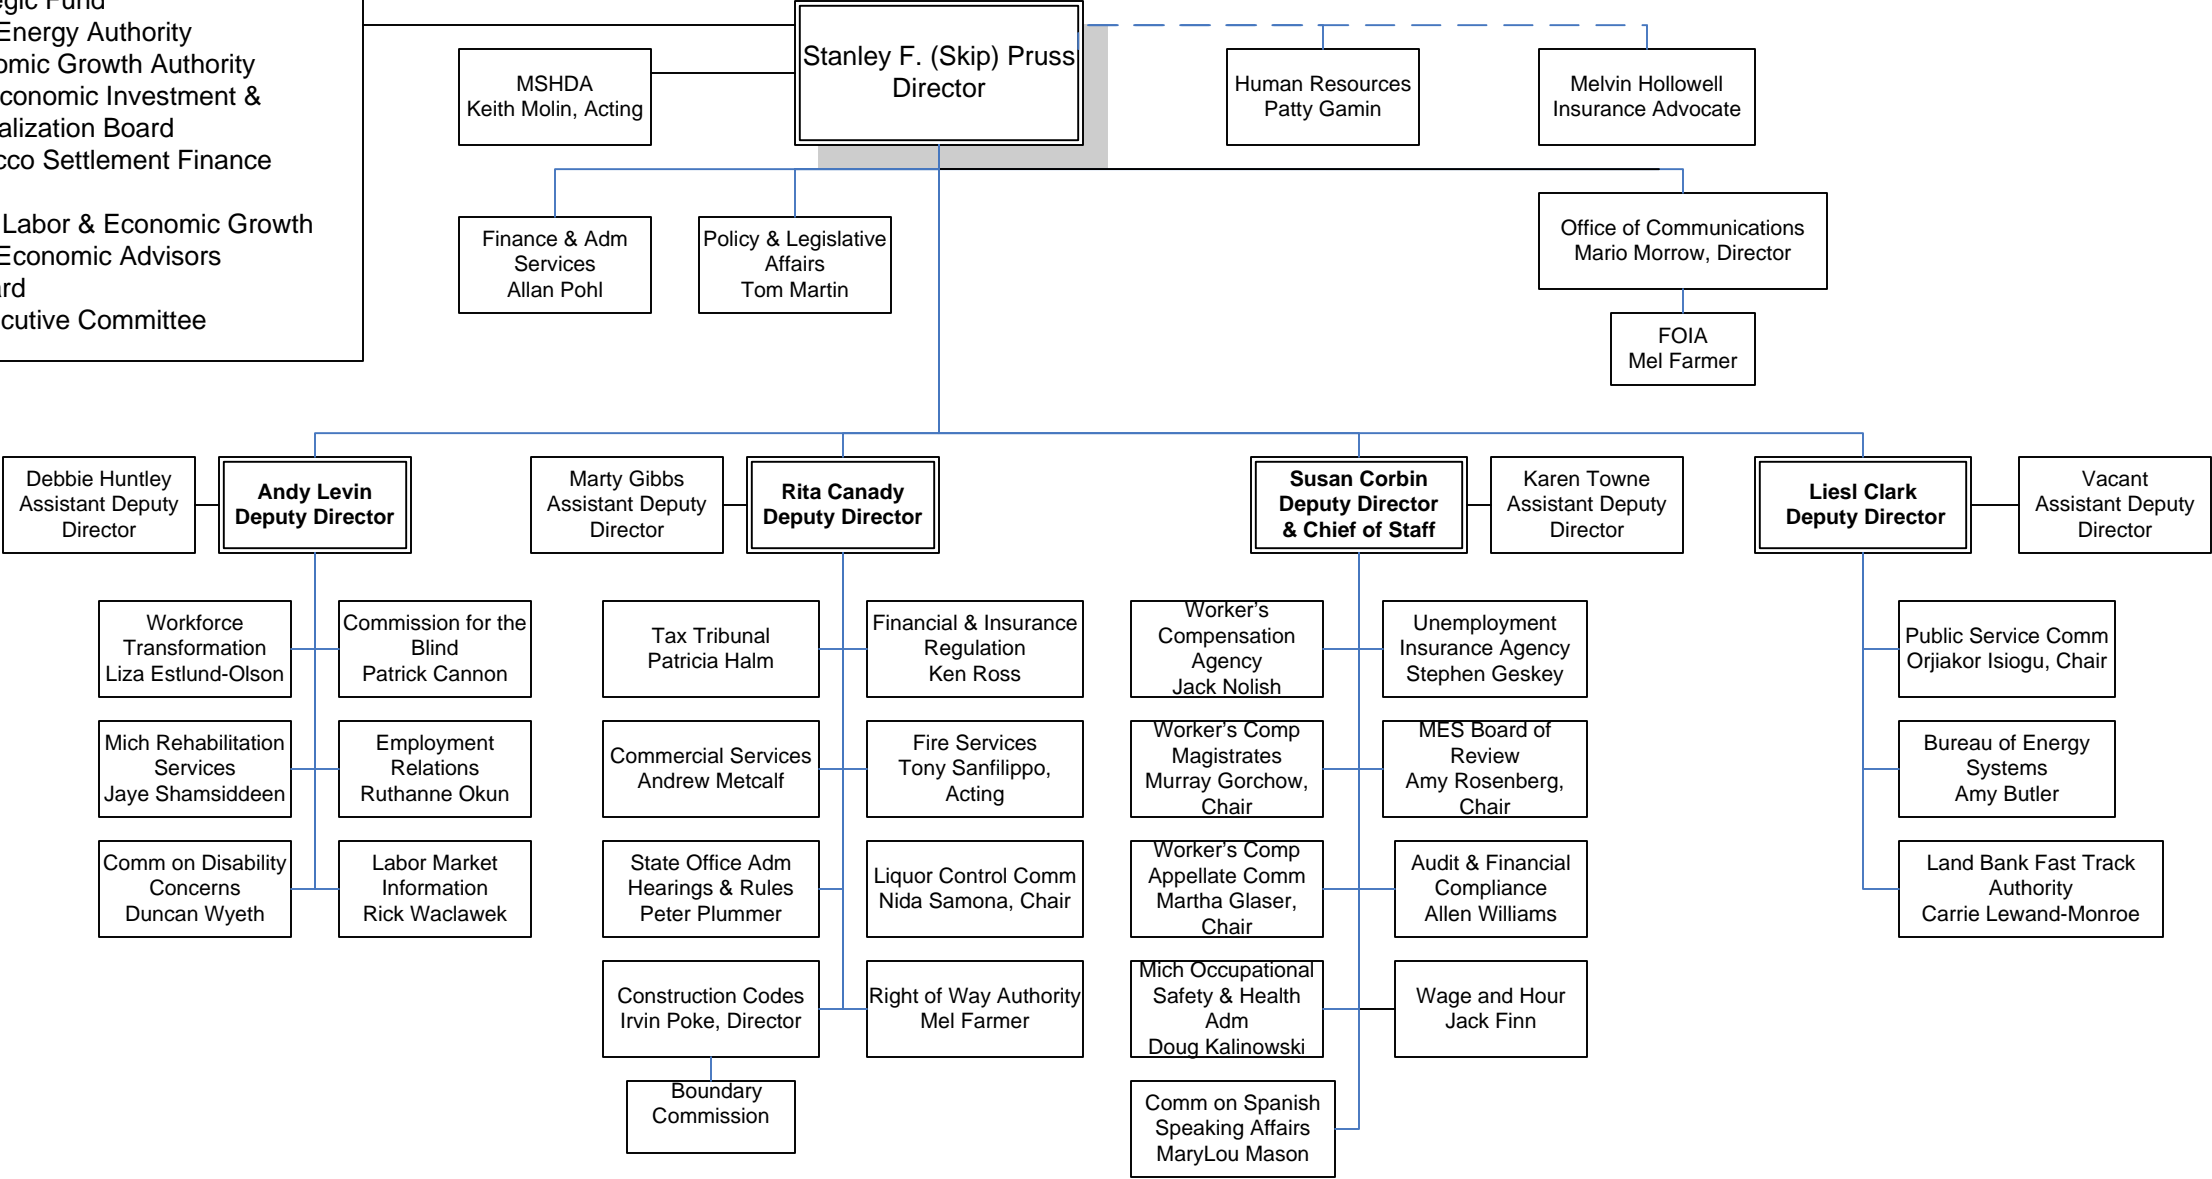 Fund
Energy Authority
Growth Authority
Economic Investment &
Board
Settlement Finance
Labor & Economic Growth
Economic Advisors
Committee
Stanley F. (Skip) Pruss
Director
MSHDA
Keith Molin, Acting
Human Resources
Patty Gamin
Melvin Hollowell
Insurance Advocate
Finance & Adm
Services
Allan Pohl
Policy & Legislative
Affairs
Tom Martin
Office of Communications
Mario Morrow, Director
FOIA
Mel Farmer
Debbie Huntley
Assistant Deputy
Director
Andy Levin
Deputy Director
Marty Gibbs
Assistant Deputy
Director
Rita Canady
Deputy Director
Susan Corbin
Deputy Director
& Chief of Staff
Karen Towne
Assistant Deputy
Director
Liesl Clark
Deputy Director
Vacant
Assistant Deputy
Director
Workforce
Transformation
Liza Estlund-Olson
Commission for the
Blind
Patrick Cannon
Mich Rehabilitation
Services
Jaye Shamsiddeen
Employment
Relations
Ruthanne Okun
Comm on Disability
Concerns
Duncan Wyeth
Labor Market
Information
Rick Waclawek
Tax Tribunal
Patricia Halm
Financial & Insurance
Regulation
Ken Ross
Commercial Services
Andrew Metcalf
Fire Services
Tony Sanfilippo,
Acting
State Office Adm
Hearings & Rules
Peter Plummer
Liquor Control Comm
Nida Samona, Chair
Construction Codes
Irvin Poke, Director
Right of Way Authority
Mel Farmer
Boundary
Commission
Worker's
Compensation
Agency
Jack Nolish
Unemployment
Insurance Agency
Stephen Geskey
Worker's Comp
Magistrates
Murray Gorchow,
Chair
MES Board of
Review
Amy Rosenberg,
Chair
Worker's Comp
Appellate Comm
Martha Glaser,
Chair
Audit & Financial
Compliance
Allen Williams
Mich Occupational
Safety & Health
Adm
Doug Kalinowski
Wage and Hour
Jack Finn
Comm on Spanish
Speaking Affairs
MaryLou Mason
Public Service Comm
Orjiakor Isiogu, Chair
Bureau of Energy
Systems
Amy Butler
Land Bank Fast Track
Authority
Carrie Lewand-Monroe